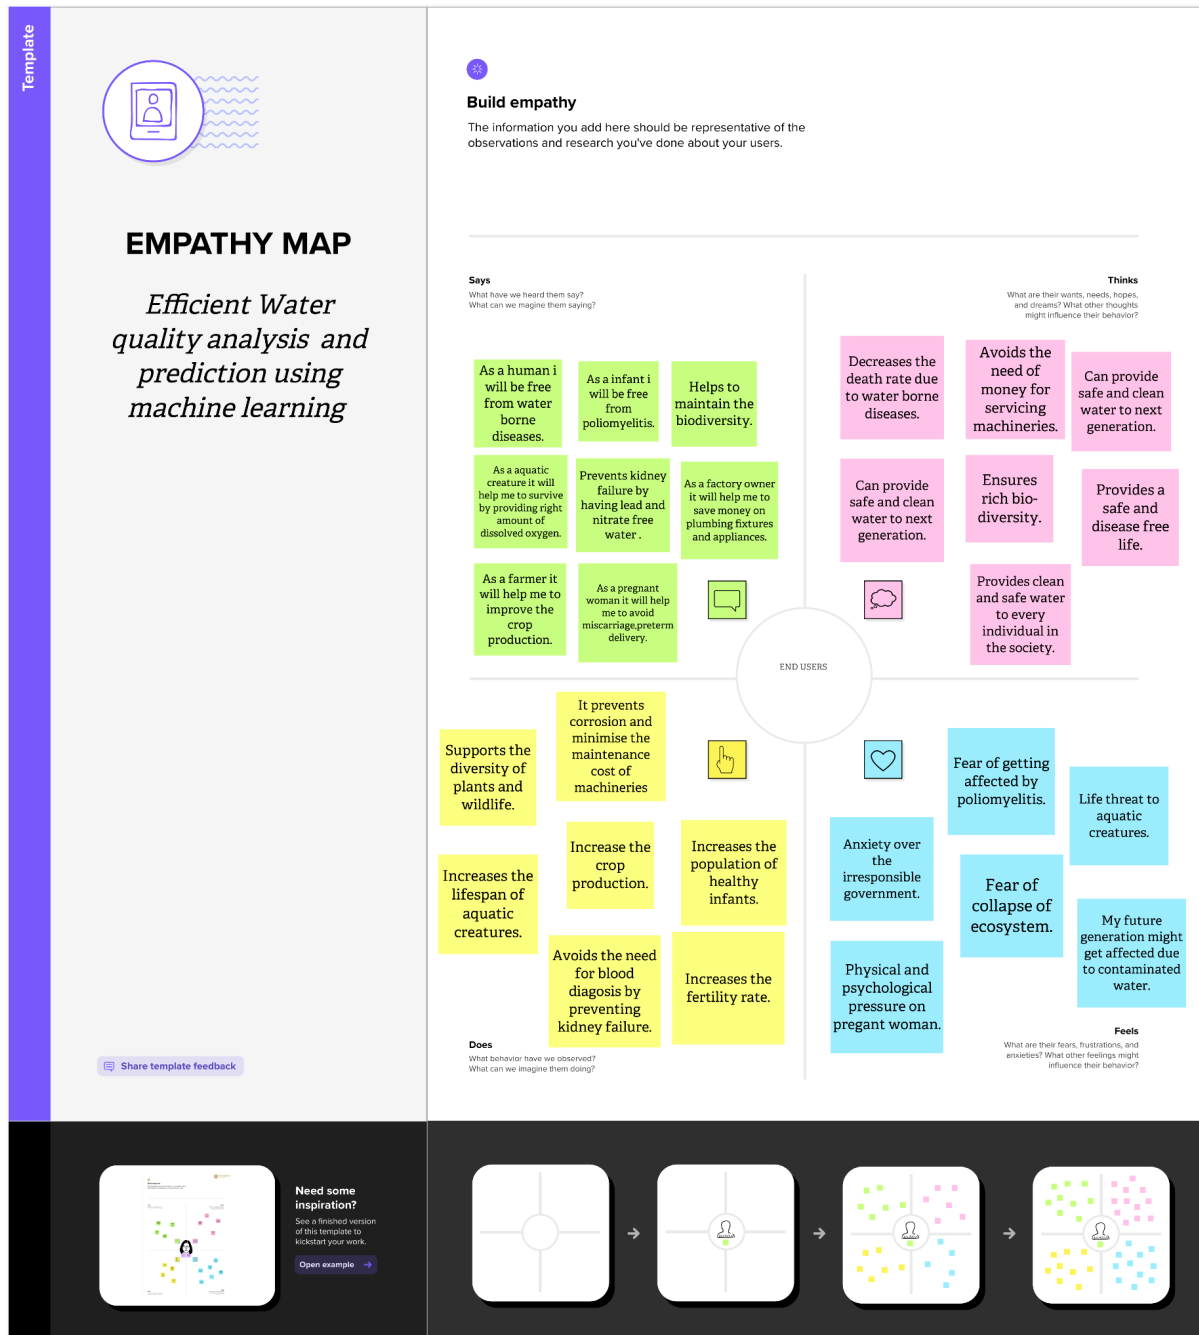 Template
EMPATHY MAP
Efficient Water
quality analysis and
prediction using
machine learning
Share template feedback
Build empathy
The information you add here should be representative of the
observations and research you've done about your users.
Says
What have we heard them say?
What can we magine them saying?
Thinks
What are their wants, needs, hopes,
and dreams? What other thoughts
might influence their behavior?
As a human i
will be free
from water
borne
diseases.
As a infant i
will be free
from
poliomyelitis.
Helps to
maintain the
biodiversity.
As a aquatic
creature it will
help me to survive
by providing right
amount of
dissolved oxygen.
Prevents kidney
failure by
having lead and
nitrate free
water .
As a factory owner
it will help me to
save money on
plumbing fixtures
and appliances.
As a farmer it
will help me to
improve the
crop
production.
As a pregnant
woman it will help
me to avoid
miscarriage,preterm
delivery.
Decreases the
death rate due
to water borne
diseases.
Avoids the
need of
money for
servicing
machineries.
Can provide
safe and clean
water to next
generation.
Can provide
safe and clean
water to next
generation.
Ensures
rich bio-
diversity.
Provides a
safe and
disease free
life.
Provides clean
and safe water
to every
individual in
the society.
END USERS
Supports the
diversity of
plants and
wildlife.
It prevents
corrosion and
minimise the
maintenance
cost of
machineries
Increase the
crop
production.
Increases the
population of
healthy
infants.
Increases the
lifespan of
aquatic
creatures.
Avoids the need
for blood
diagosis by
preventing
kidney failure.
Increases the
fertility rate.
Does
What behavior have we observed?
What can we imagine them doing?
Fear of getting
affected by
poliomyelitis.
Life threat to
aquatic
creatures.
Anxiety over
the
irresponsible
government.
Fear of
collapse of
ecosystem.
My future
generation might
get affected due
to contaminated
water.
Physical and
psychological
pressure on
pregant woman.
Feels
What are their fears, frustrations, and
anxieties? What other feelings might
influence their behavior?
Need some
inspiration?
See a finished version
of this template to
kickstart your work.
Open example